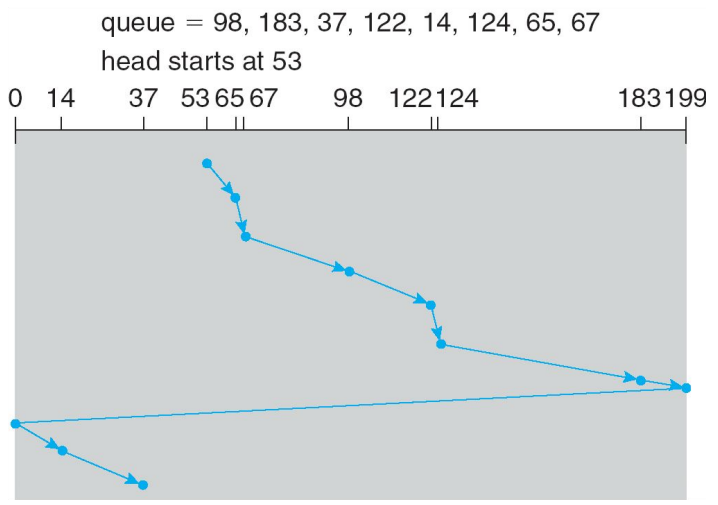 queue = 98, 183, 37, 122, 14, 124, 65, 67
head starts at 53
0 14 37 53 65 67 98 122 124 183 199